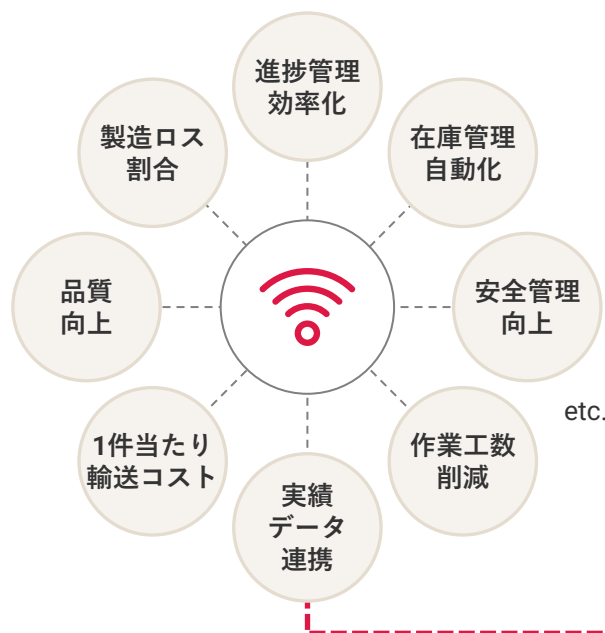 進捗管理
効率化
製造ロス
割合
在庫管理
自動化
品質
向上
安全管理
向上
etc.
1件当たり
輸送コスト
作業工数
削減
実績
データ
連携